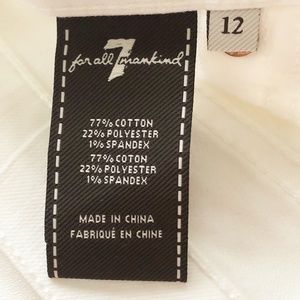 12
for all 7 mankind
77% COTTON
22% POLYESTER
1% SPANDEX
77% COTON
22% POLYESTER
1% SPANDEX
MADE IN CHINA
FABRIQUÉ EN CHINE